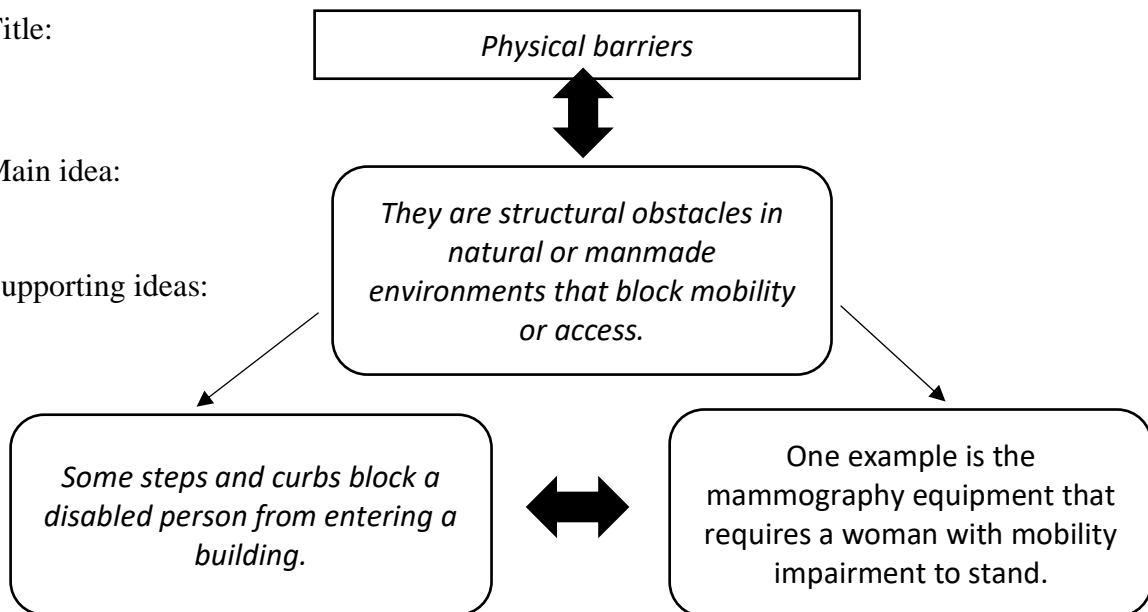 Title:
Physical barriers
Main idea:
They are structural obstacles in
natural or manmade
environments that block mobility
or access.
upporting ideas:
Some steps and curbs block a
disabled person from entering a
building.
One example is the
mammography equipment that
requires a woman with mobility
impairment to stand.